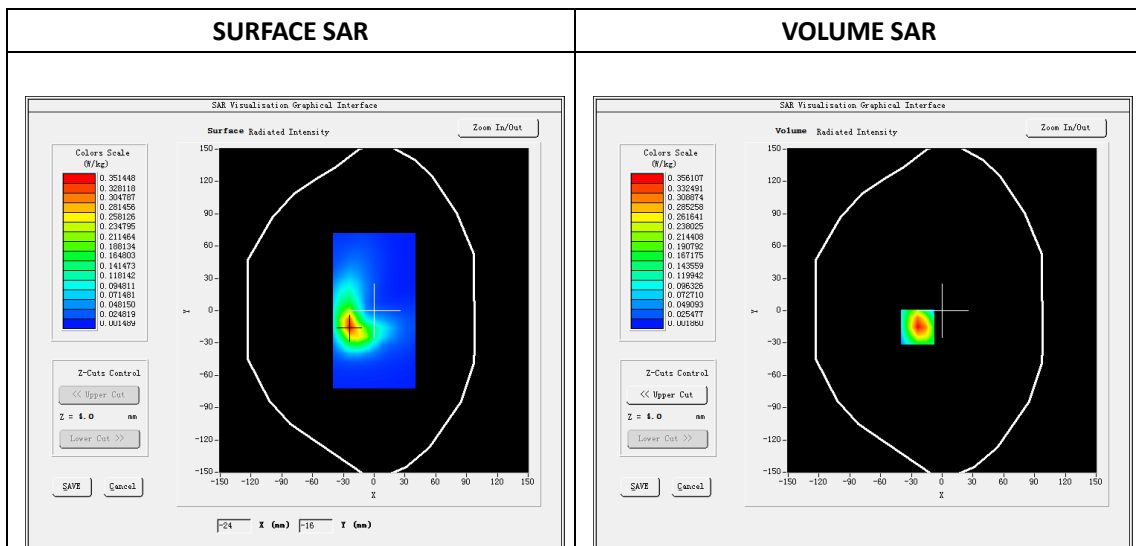 SURFACE SAR
VOLUME SAR
SAR Visualisation Graphical Interface
Surface Radiated Intensity
Zoom In/Out
Colors Scale
(W/kg)
0.351448
0.328118
0.304787
0.281456
0.258126
0.234795
0.211464
0.188134
0.164803
0.141473
0.118142
0.094811
0.071481
0.048150
0.024819
0.001489
150
120
90
60
30
0
-30
-60
-90
-120
-150
Y
-150 -120 -90 -60 -30 0 30 60 90 120 150
X
Z-Cuts Control
<< Upper Cut
Z = 4.0 mm
Lower Cut >>
SAVE Cancel
-24 X (mm) -16 Y (mm)
SAR Visualisation Graphical Interface
Volume Radiated Intensity
Zoom In/Out
Colors Scale
(W/kg)
0.356107
0.332491
0.308874
0.285258
0.261641
0.238025
0.214408
0.190792
0.167175
0.143559
0.119942
0.096326
0.072710
0.049093
0.025477
0.001860
150
120
90
60
30
0
-30
-60
-90
-120
-150
Y
-150 -120 -90 -60 -30 0 30 60 90 120 150
X
Z-Cuts Control
<< Upper Cut
Z = 4.0 mm
Lower Cut >>
SAVE Cancel